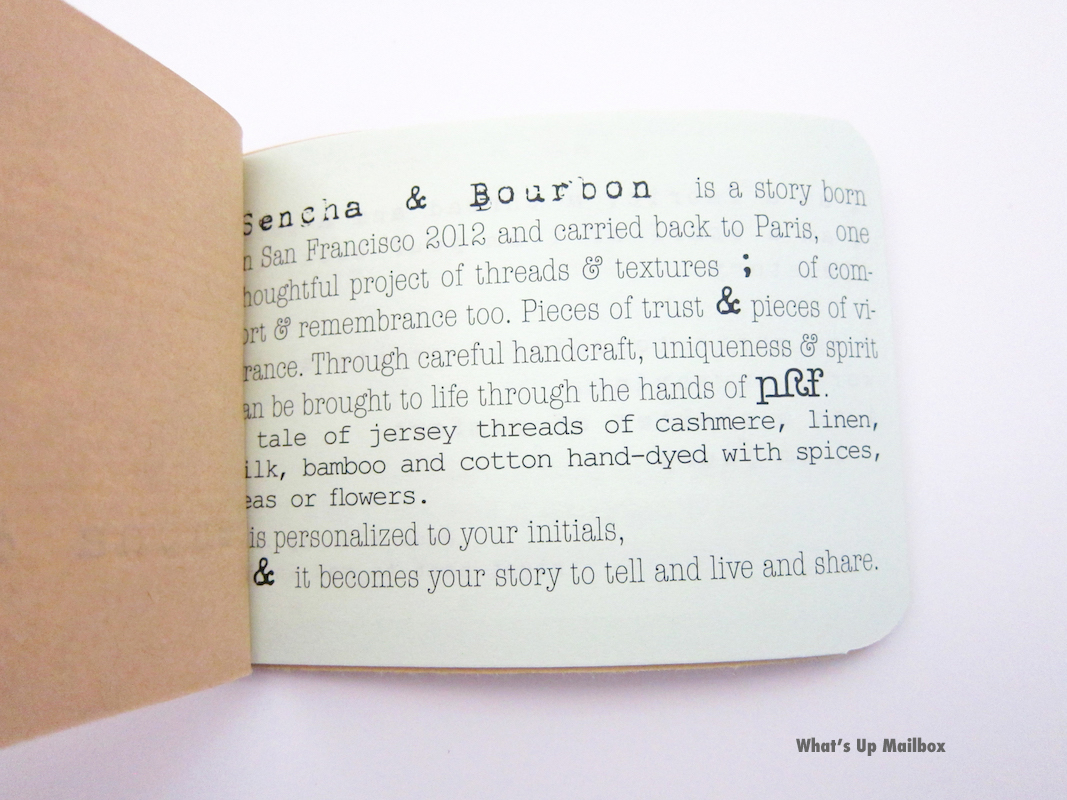 Sencha & Bourbon is a story born
n San Francisco 2012 and carried back to Paris, one
houghtful project of threads & textures ; of com-
ort & remembrance too. Pieces of trust & pieces of vi-
rance. Through careful handcraft, uniqueness & spirit
an be brought to life through the hands of
tale of jersey threads of cashmere, linen,
ilk, bamboo and cotton hand-dyed with spices,
eas or flowers.
is personalized to your initials,
& it becomes your story to tell and live and share.
What's Up Mailbox